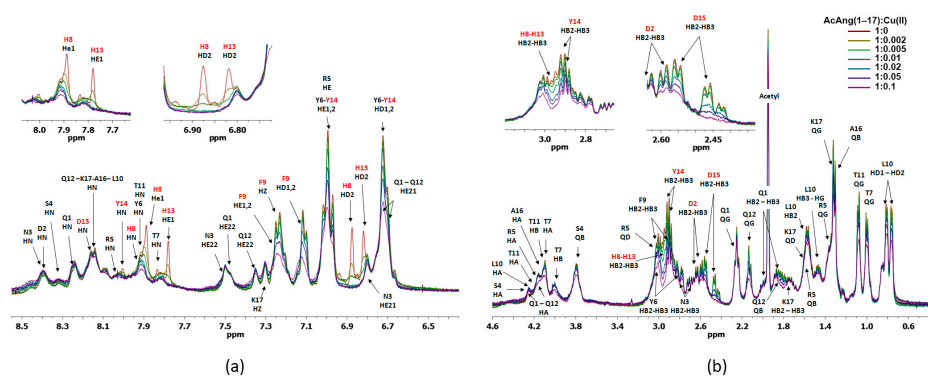 H8
He1
H13
HE1
8.0 7.9 7.8 7.7
ppm
H8
HD2
H13
HD2
6.90 6.80
ppm
Q12–K17-A16–L10
HN
N3
HN
D2
HN
S4
HN
Q1
HN
D15
HN
R5
HN
Y14
HN
H8
HN
T11
HN
Y6
HN
H8
He1
T7
HN
H13
HE1
N3
HE22
Q1
HE22
Q12
HE22
K17
HZ
F9
HE1,2
F9
HZ
F9
HD1,2
R5
HE
Y6-Y14
HE1,2
H8
HD2
H13
HD2
Y6-Y14
HD1,2
Q1 – Q12
HE22
N3
HE21
8.5 8.3 8.1 7.9 7.7 7.5 7.3 7.1 6.9 6.7 6.5
ppm
(a)
H8-H13
HB2-HB3
Y14
HB2-HB3
3.0 2.8
ppm
D2
HB2-HB3
D15
HB2-HB3
2.60 2.45
ppm
AcAng(1–17):Cu(II)
1:0
1:0.002
1:0.005
1:0.01
1:0.02
1:0.05
1:0.1
S4
HA
L10
HA
R5
HA
A16
HA
T11
HB
T7
HA
T7
HB
Q1 – Q12
HA
S4
QB
H8-H13
HB2-HB3
R5
QD
F9
HB2-HB3
Y14
HB2-HB3
Y6
HB2-HB3
N3
HB2-HB3
D2
HB2-HB3
D15
HB2-HB3
Q1
QG
Q12
QG
Q1
HB2 – HB3
Acetyl
Q12
QB
K17
HB2 – HB3
L10
HB2
K17
QD
R5
QB
L10
HB3 - HG
R5
QG
K17
QG
A16
QB
T11
QG
T7
QG
L10
HD1 – HD2
4.6 4.4 4.2 4.0 3.8 3.6 3.0 2.8 2.6 2.4 2.2 2.0 1.8 1.6 1.4 1.2 1.0 0.8 0.6 0.4
ppm
(b)